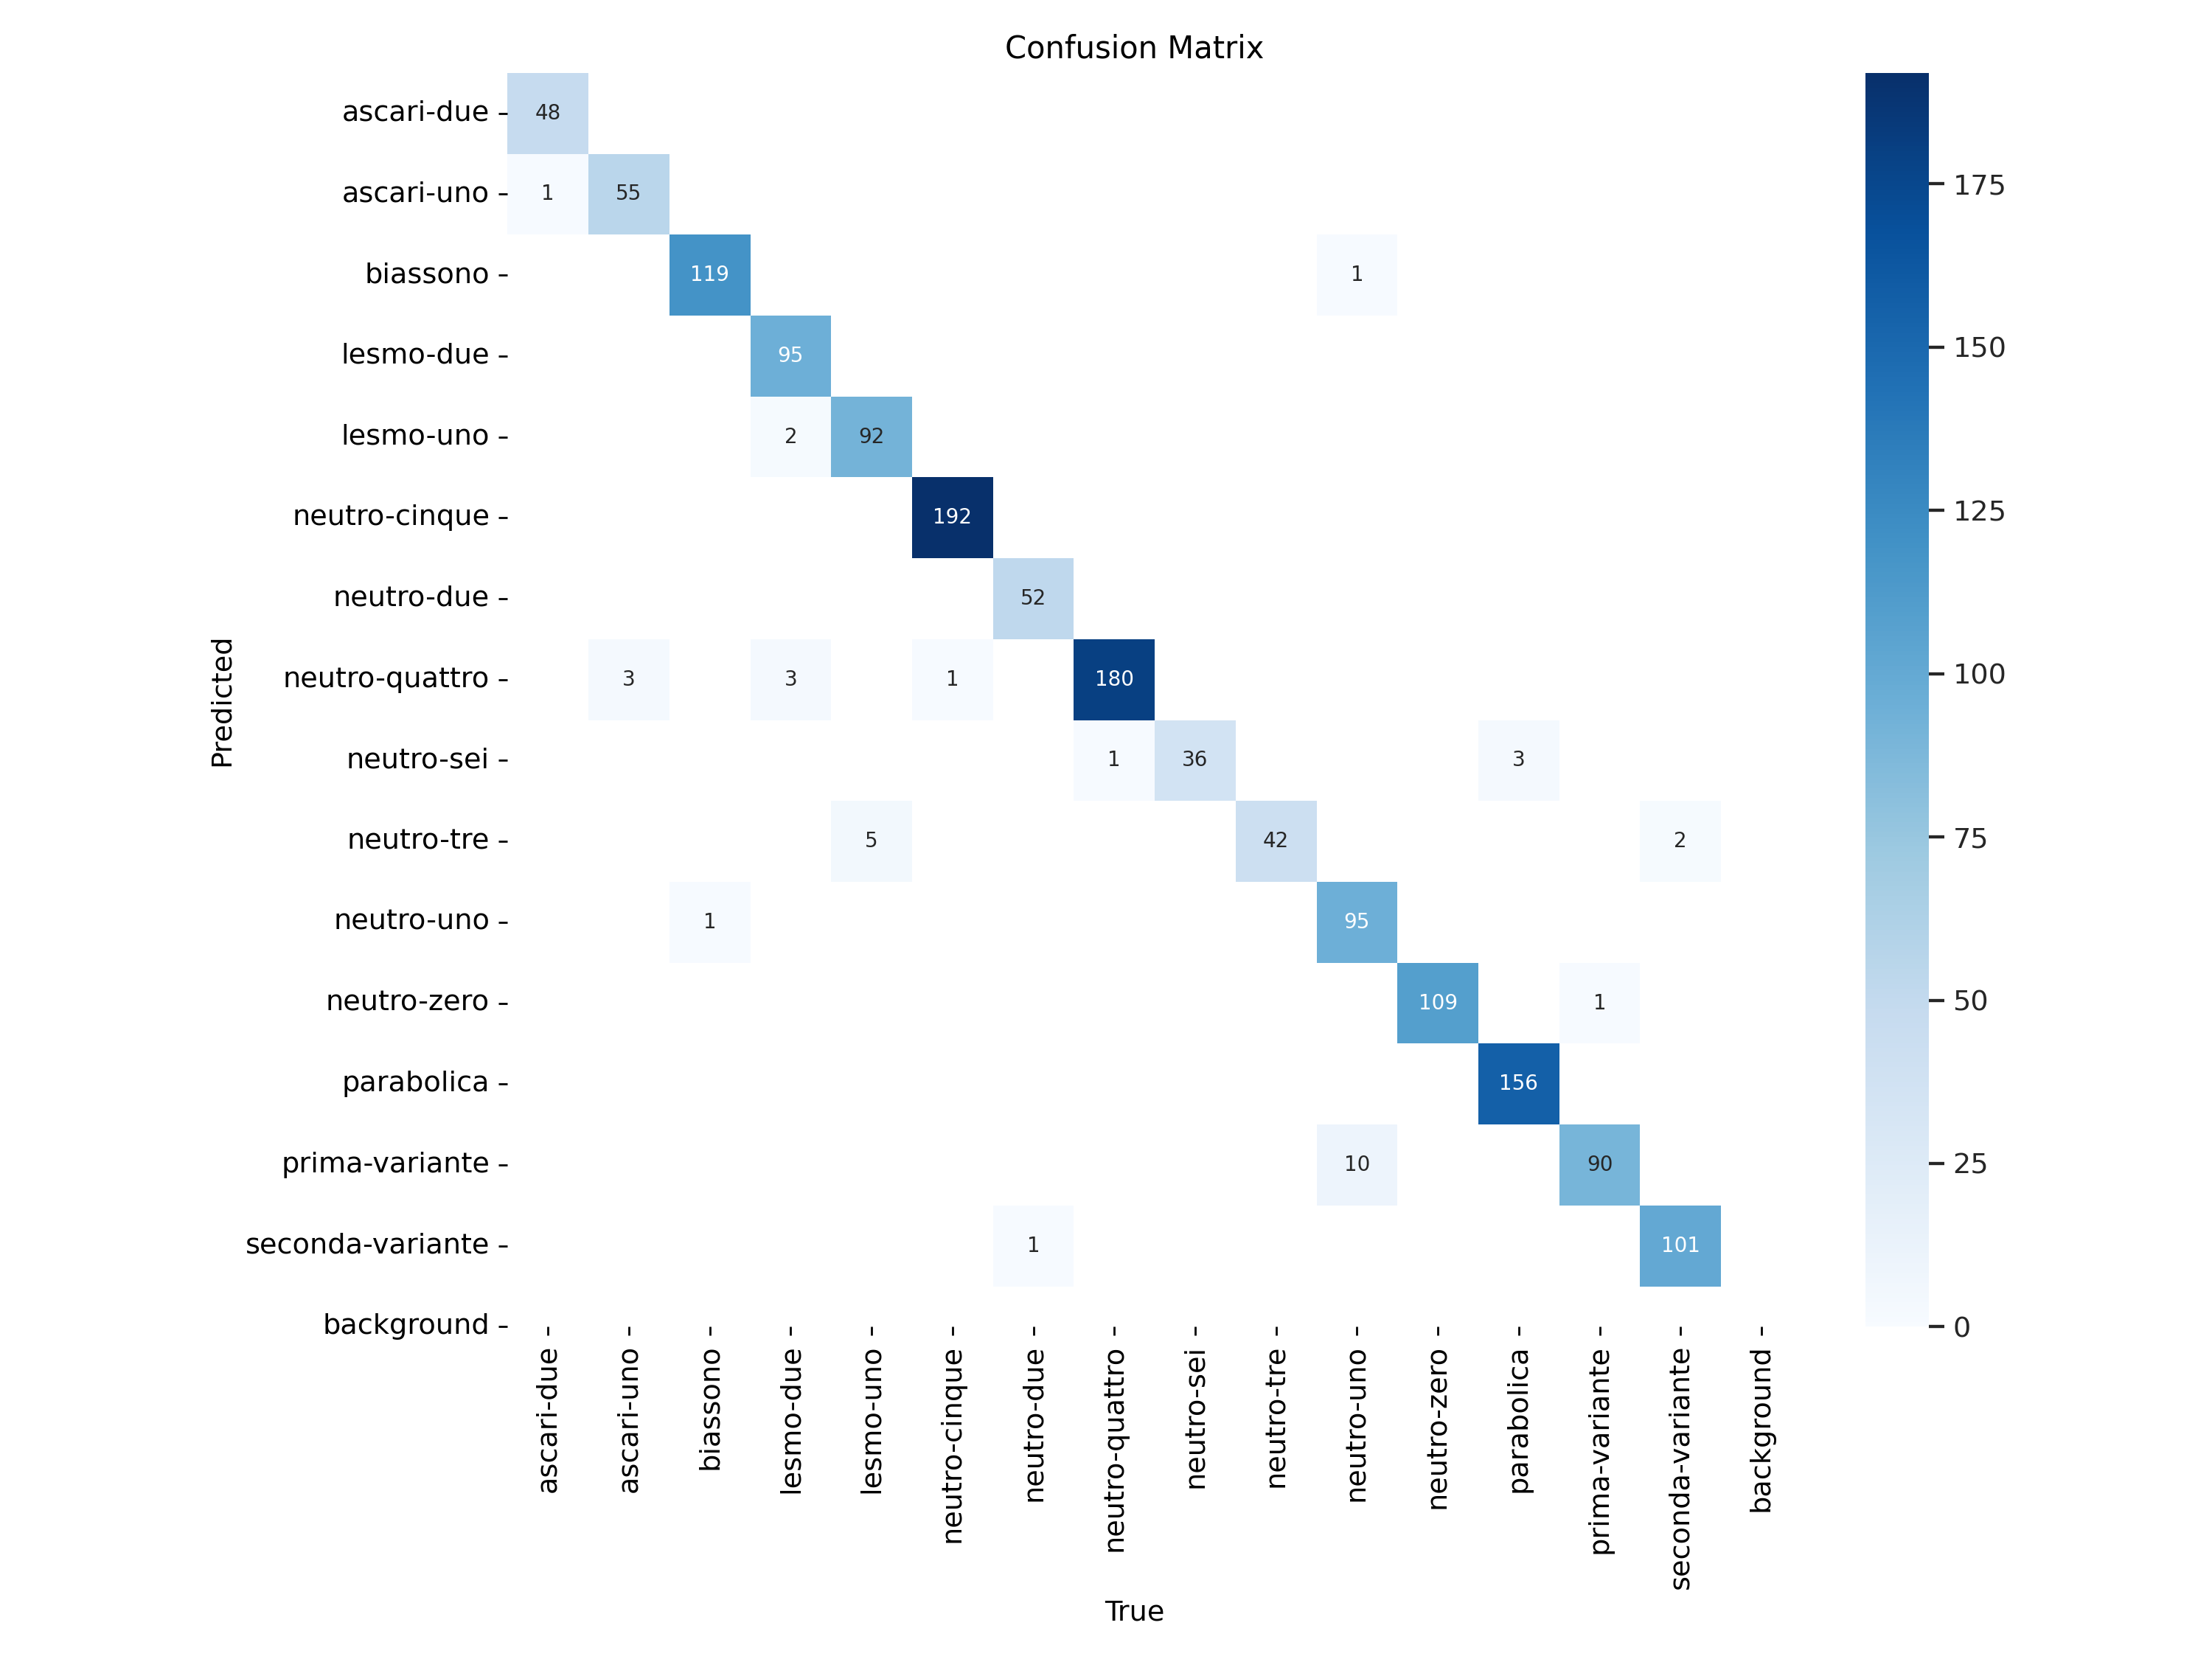 Confusion Matrix
ascari-due
48
ascari-uno
1 55
175
biassono
119 1
lesmo-due
95
150
lesmo-uno
2 92
neutro-cinque
192
125
neutro-due
52
neutro-quattro
3 3 1 180
100
neutro-sei
1 36 3
neutro-tre
5 42 2
75
neutro-uno
1 95
neutro-zero
109 1
50
parabolica
156
prima-variante
10 90
25
seconda-variante
1 101
background
0
Predicted
ascari-due
ascari-uno
biassono
lesmo-due
lesmo-uno
neutro-cinque
neutro-due
neutro-quattro
neutro-sei
neutro-tre
neutro-uno
neutro-zero
parabolica
prima-variante
seconda-variante
background
True